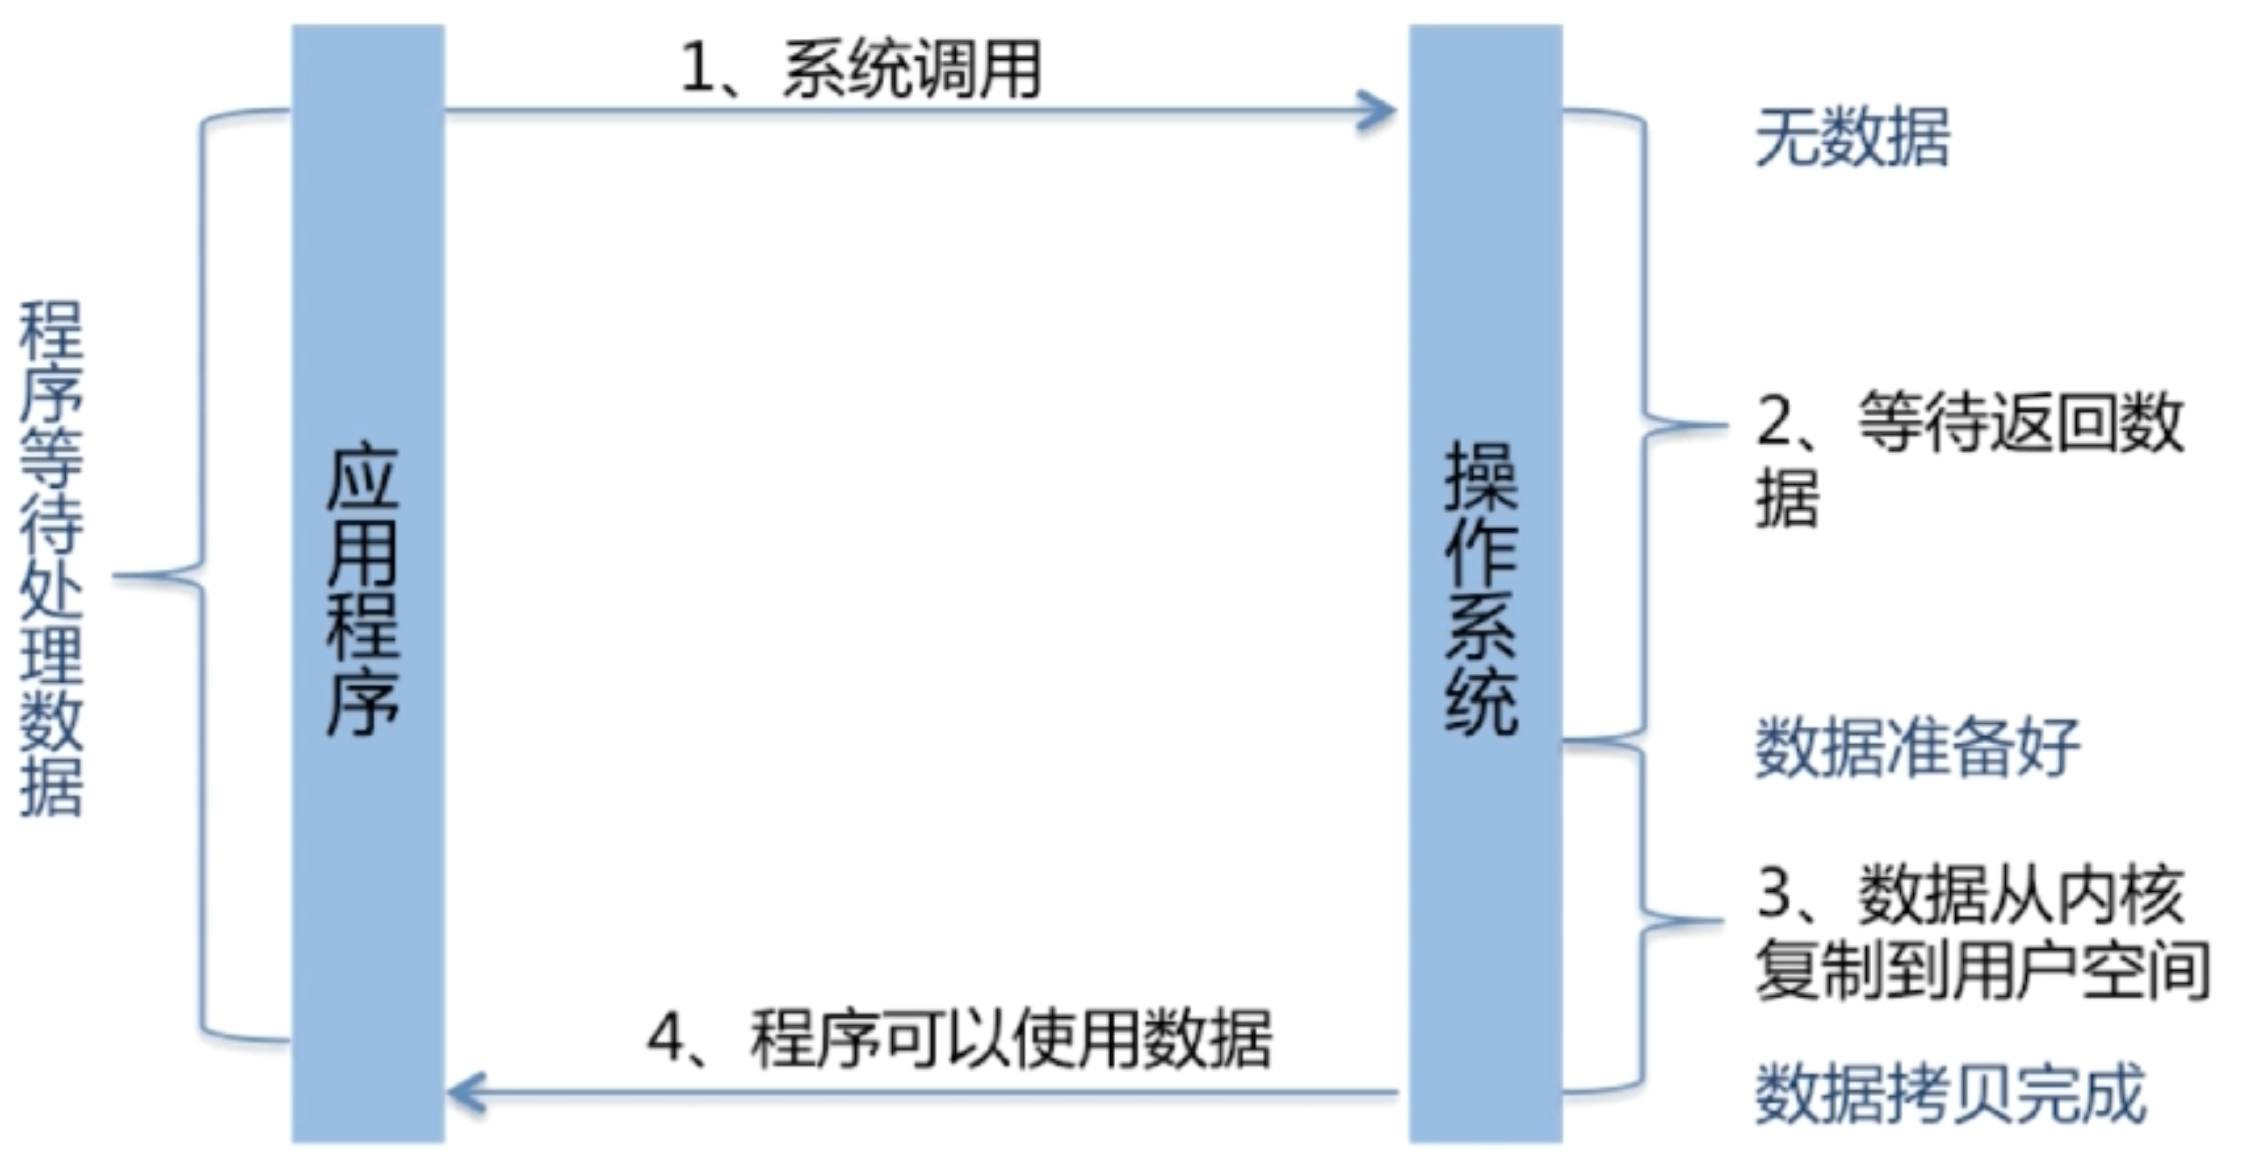 程序等待处理数据
应用程序
1、系统调用
4、程序可以使用数据
操作系统
无数据
2、等待返回数
据
数据准备好
3、数据从内核
复制到用户空间
数据拷贝完成